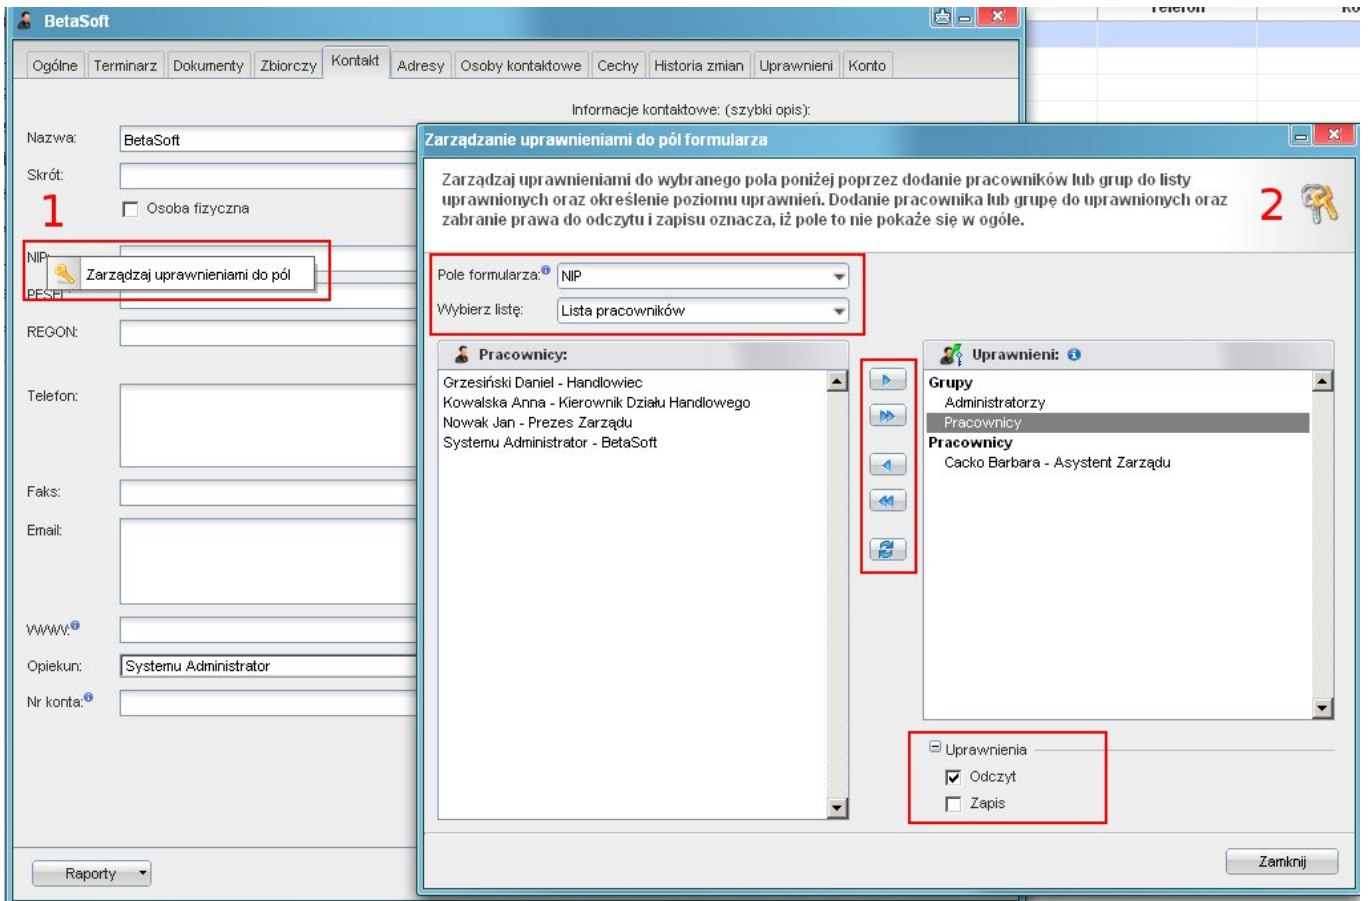 BetaSoft
Telefon
Ogólne Terminarz Dokumenty Zbiorczy Kontakt Adresy Osoby kontaktowe Cechy Historia zmian Uprawnieni Konto
Informacje kontaktowe: (szybki opis):
Nazwa: BetaSoft
Skrót:
1
Osoba fizyczna
NIP:
Zarządzaj uprawnieniami do pól
PESEL:
REGON:
Telefon:
Faks:
Email:
WWW:
Opiekun: Systemu Administrator
Nr konta:
Raporty
Zarządzanie uprawnieniami do pól formularza
Zarządzaj uprawnieniami do wybranego pola poniżej poprzez dodanie pracowników lub grup do listy
uprawnionych oraz określenie poziomu uprawnień. Dodanie pracownika lub grupę do uprawnionych oraz
zabranie prawa do odczytu i zapisu oznacza, iż pole to nie pokaże się w ogóle.
2
Pole formularza: NIP
Wybierz listę: Lista pracowników
Pracownicy:
Grzesiński Daniel - Handlowiec
Kowalska Anna - Kierownik Działu Handlowego
Nowak Jan - Prezes Zarządu
Systemu Administrator - BetaSoft
Uprawnieni:
Grupy
Administratorzy
Pracownicy
Pracownicy
Cacko Barbara - Asystent Zarządu
Uprawnienia
Odczyt
Zapis
Zamknij